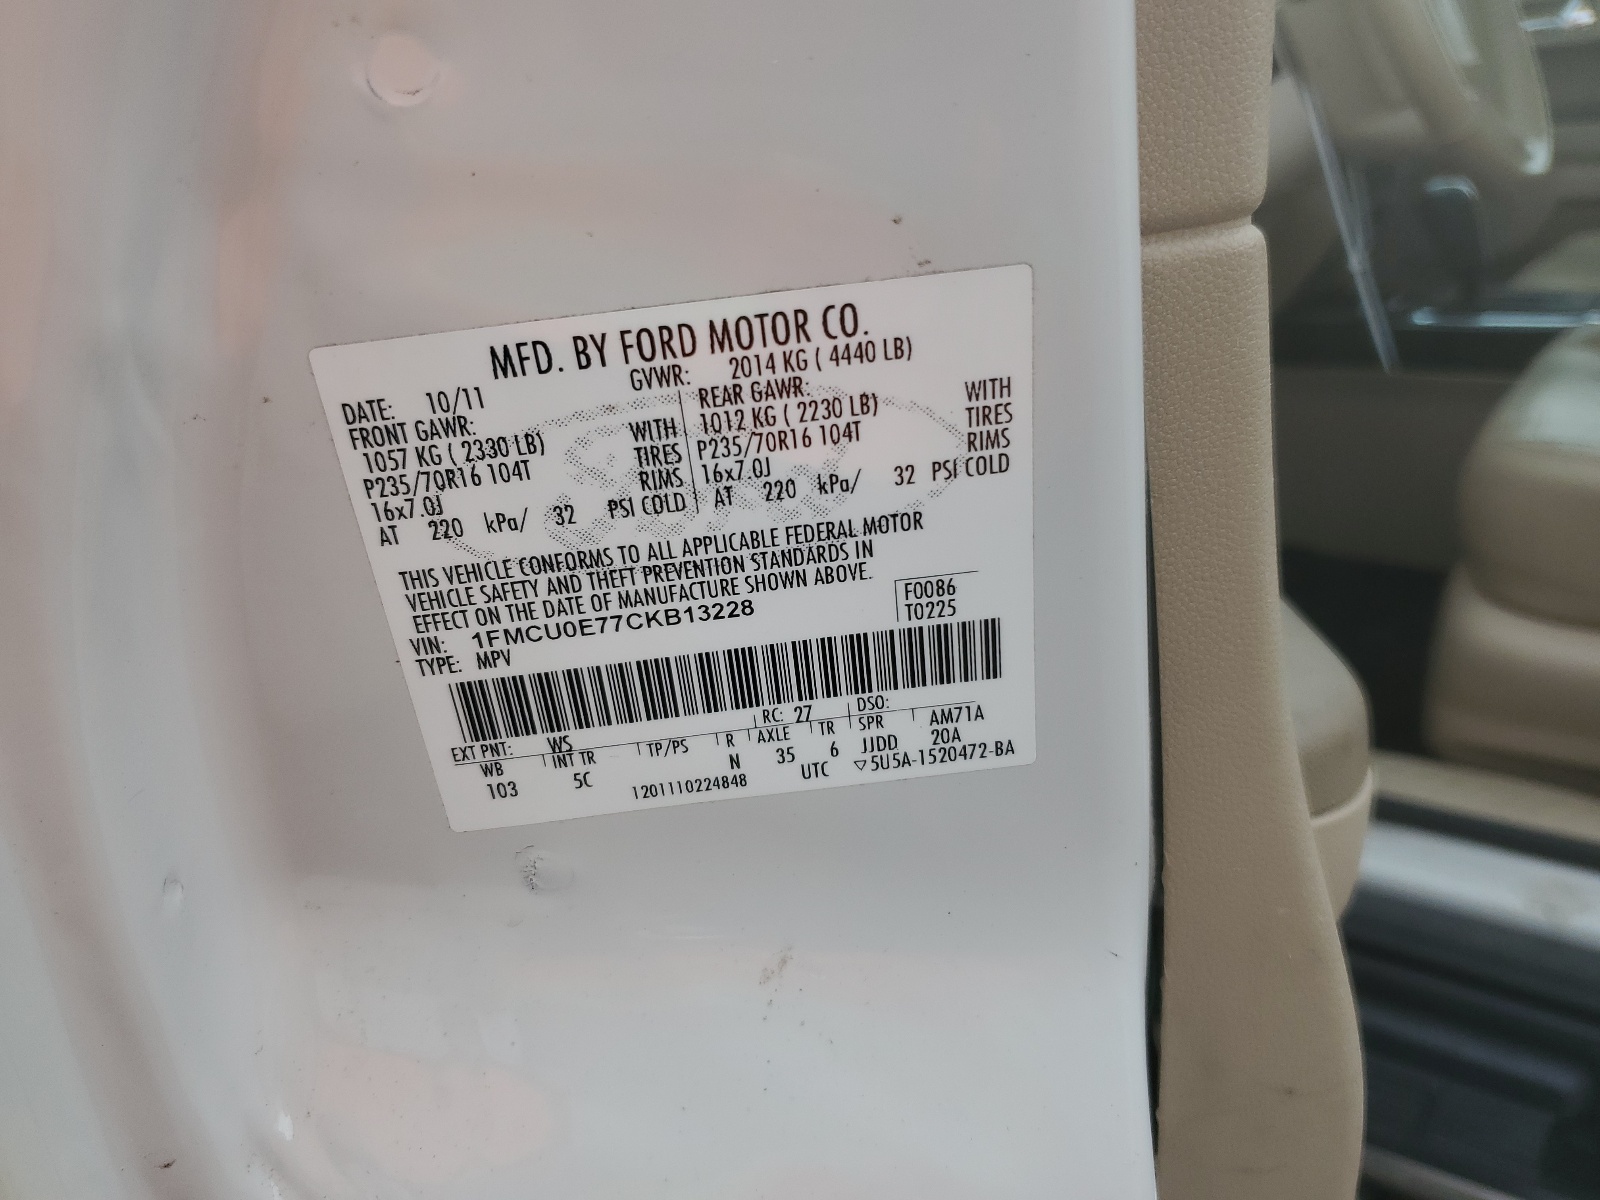 MFD. BY FORD MOTOR CO.
DATE: 10/11 GVWR: 2014 KG ( 4440 LB)
FRONT GAWR: REAR GAWR:
1057 KG ( 2330 LB) WITH 1012 KG ( 2230 LB) WITH
P235/70R16 104T TIRES P235/70R16 104T TIRES
16x7.0J RIMS 16x7.0J RIMS
AT 220 kPa/ 32 PSI COLD AT 220 kPa/ 32 PSI COLD
THIS VEHICLE CONFORMS TO ALL APPLICABLE FEDERAL MOTOR
VEHICLE SAFETY AND THEFT PREVENTION STANDARDS IN
EFFECT ON THE DATE OF MANUFACTURE SHOWN ABOVE.
VIN: 1FMCU0E77CKB13228 F0086
TYPE: MPV T0225
EXT PNT: WS RC: 27 DSO:
WB INT TR TP/PS R AXLE TR SPR AM71A
103 5C N 35 6 JJDD 20A
1201110224848 UTC ▽5U5A-1520472-BA